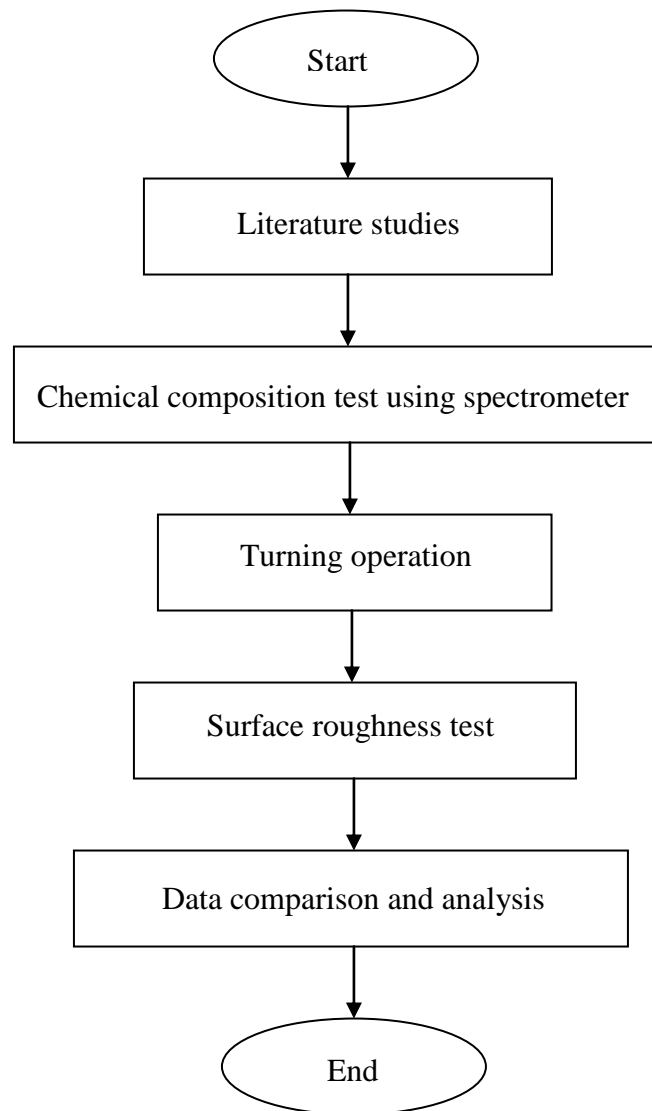 Start
Literature studies
Chemical composition test using spectrometer
Turning operation
Surface roughness test
Data comparison and analysis
End